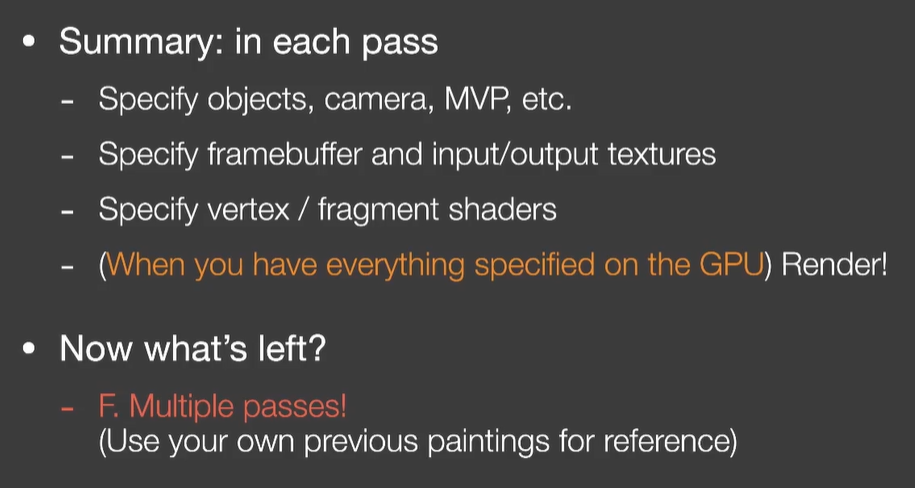 • Summary: in each pass
- Specify objects, camera, MVP, etc.
- Specify framebuffer and input/output textures
- Specify vertex / fragment shaders
- (When you have everything specified on the GPU) Render!
• Now what's left?
- F. Multiple passes!
(Use your own previous paintings for reference)